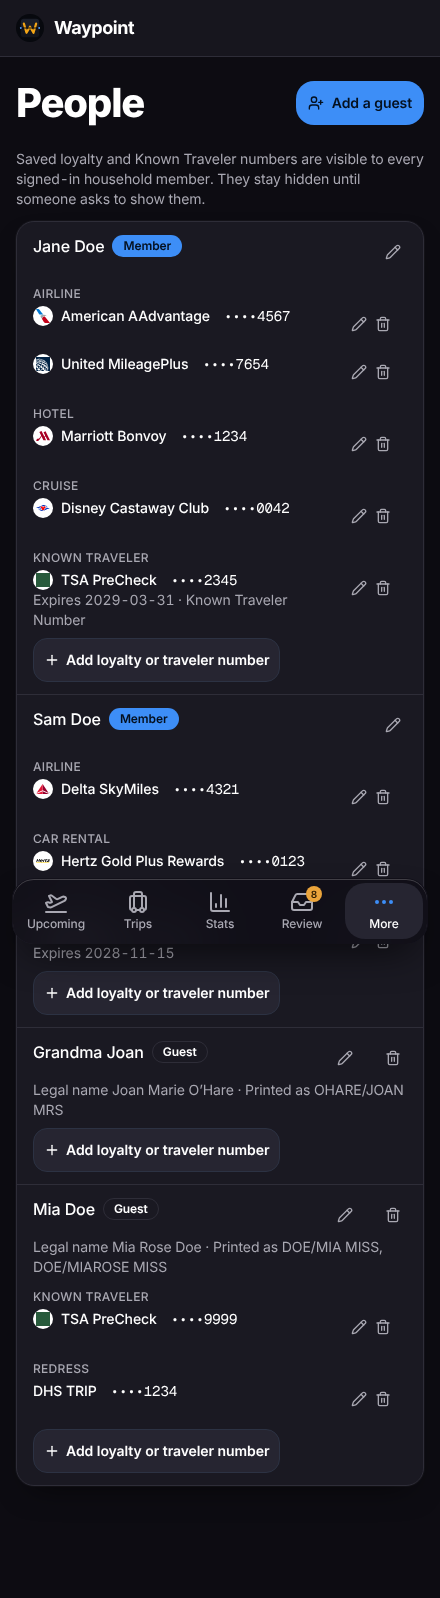 Waypoint
People
Add a guest
Saved loyalty and Known Traveler numbers are visible to every
signed-in household member. They stay hidden until
someone asks to show them.
Jane Doe Member
AIRLINE
American AAdvantage ••••4567
United MileagePlus ••••7654
HOTEL
Marriott Bonvoy ••••1234
CRUISE
Disney Castaway Club ••••0042
KNOWN TRAVELER
TSA PreCheck ••••2345
Expires 2029-03-31 · Known Traveler
Number
Add loyalty or traveler number
Sam Doe Member
AIRLINE
Delta SkyMiles ••••4321
CAR RENTAL
Hertz Gold Plus Rewards ••••0123
8
Upcoming Trips Stats Review More
Expires 2028-11-15
Add loyalty or traveler number
Grandma Joan Guest
Legal name Joan Marie O’Hare · Printed as OHARE/JOAN
MRS
Add loyalty or traveler number
Mia Doe Guest
Legal name Mia Rose Doe · Printed as DOE/MIA MISS,
DOE/MIAROSE MISS
KNOWN TRAVELER
TSA PreCheck ••••9999
REDRESS
DHS TRIP ••••1234
Add loyalty or traveler number